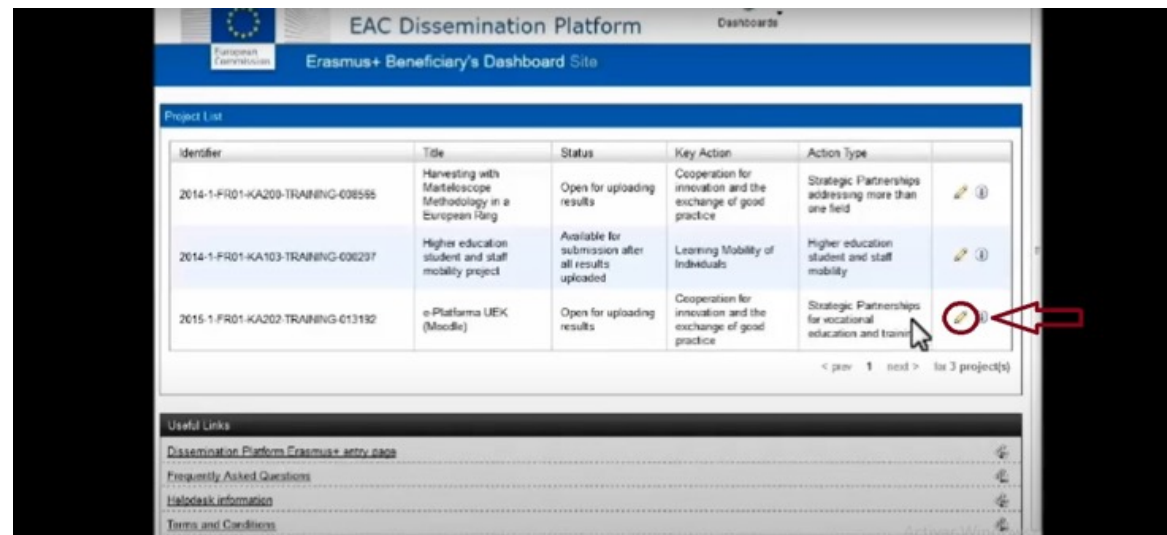 EAC Dissemination Platform
Dashboards
European
Commission
Erasmus+ Beneficiary's Dashboard Site
Project List
Identifier Title Status Key Action Action Type
2014-1-FR01-KA200-TRAINING-008565
Harvesting with
Marteloscope
Methodology in a
European Ring
Open for uploading
results
Cooperation for
innovation and the
exchange of good
practice
Strategic Partnerships
addressing more than
one field
2014-1-FR01-KA103-TRAINING-000297
Higher education
student and staff
mobility project
Available for
submission after
all results
uploaded
Learning Mobility of
Individuals
Higher education
student and staff
mobility
2015-1-FR01-KA202-TRAINING-013192
e-Platforma UEK
(Moodle)
Open for uploading
results
Cooperation for
innovation and the
exchange of good
practice
Strategic Partnerships
for vocational
education and trainin
< prev 1 next > for 3 project(s)
Useful Links
Dissemination Platform Erasmus+ entry page
Frequently Asked Questions
Helpdesk information
Terms and Conditions